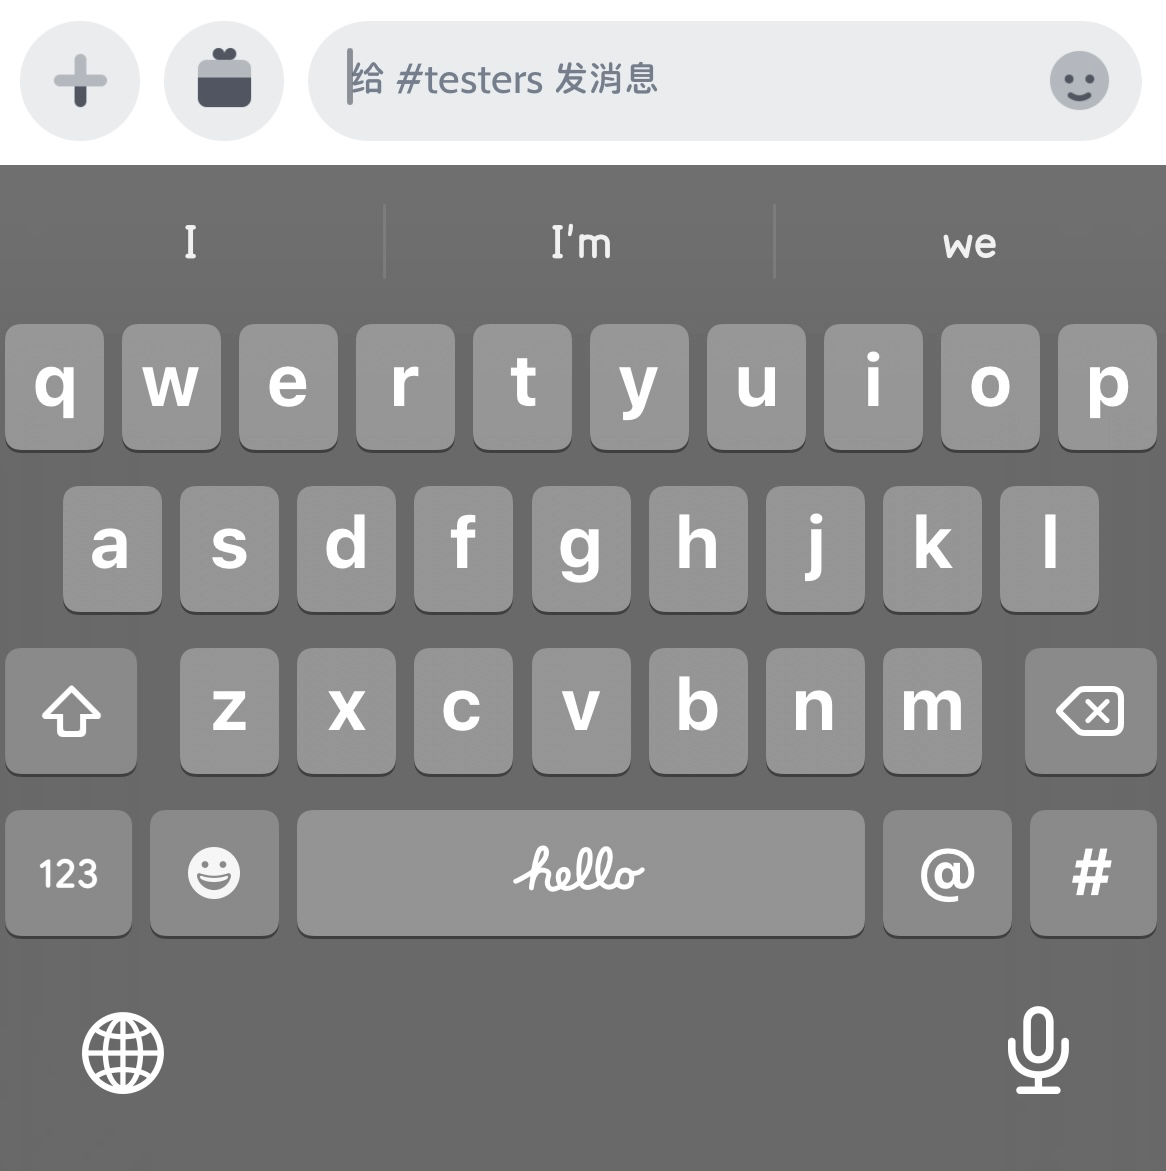 给 #testers 发消息
I I'm we
q w e r t y u i o p
a s d f g h j k l
z x c v b n m
123 hello @ #